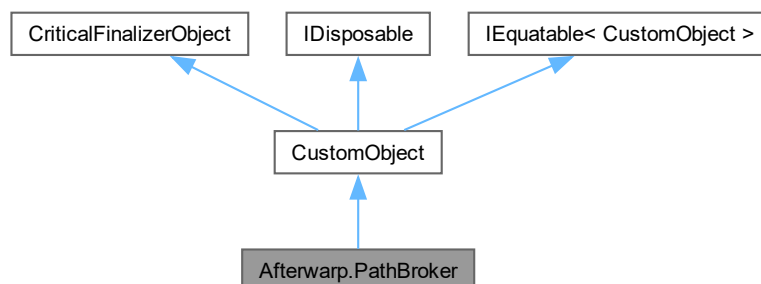 CriticalFinalizerObject
IDisposable
IEquatable< CustomObject >
CustomObject
Afterwarp.PathBroker